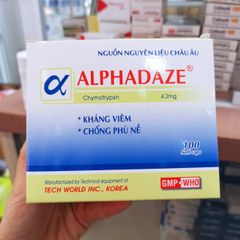 NGUỒN NGUYÊN LIỆU CHÂU ÂU
α ALPHADAZE®
Chymotrypsin 4.2mg
* KHÁNG VIÊM
* CHỐNG PHÙ NỀ
100
Manufactured by Technical equipment of
TECH WORLD INC., KOREA
GMP-WHO